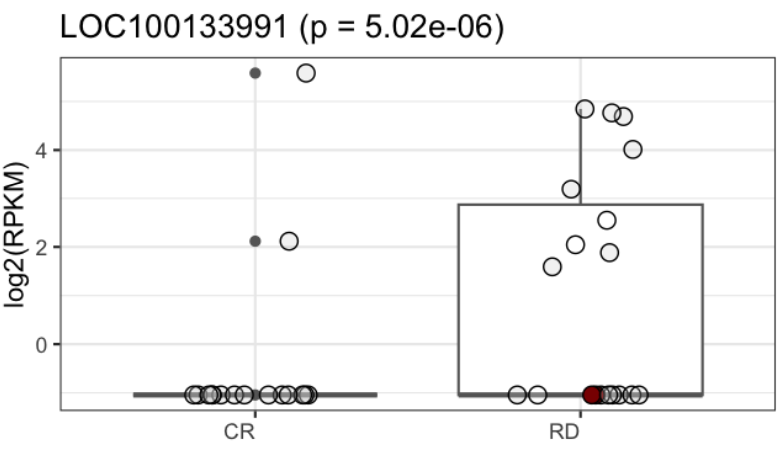 LOC100133991 (p = 5.02e-06)
log2(RPKM)
4
2
0
CR
RD